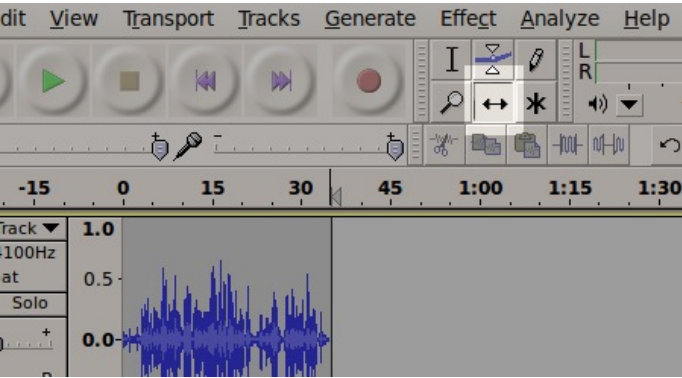 dit View Transport Tracks Generate Effect Analyze Help
L
R
-15 0 15 30 45 1:00 1:15 1:30
Track 1.0
4100Hz
at 0.5
Solo
- +
0.0
R